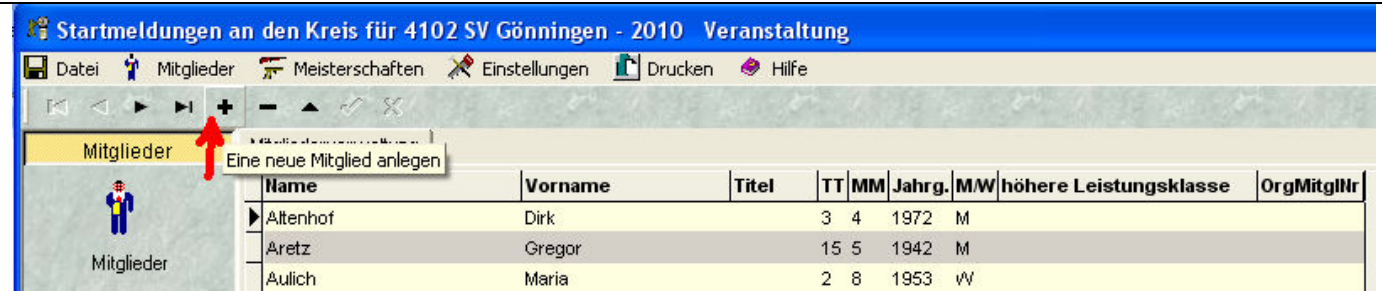 Startmeldungen an den Kreis für 4102 SV Gönningen - 2010 Veranstaltung
Datei Mitglieder Meisterschaften Einstellungen Drucken Hilfe
Mitglieder
Eine neue Mitglied anlegen
Name Vorname Titel TT MM Jahrg. M/W höhere Leistungsklasse OrgMitglNr
Altenhof Dirk 3 4 1972 M
Aretz Gregor 15 5 1942 M
Mitglieder
Aulich Maria 2 8 1953 W